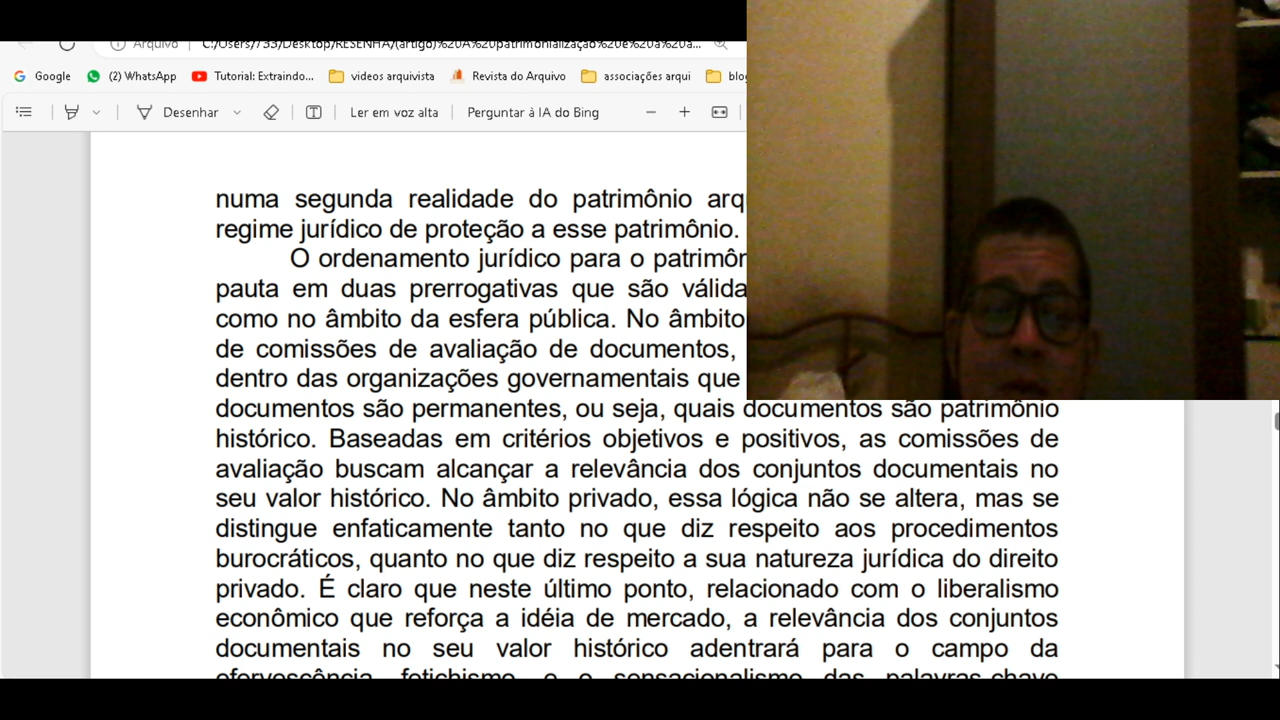 Arquivo C:/Users/733/Desktop/RESENHA/(artigo)%20A%20patrimonialização%20e%20a%20a...
Google (2) WhatsApp Tutorial: Extraindo... videos arquivista Revista do Arquivo associações arqui blog
Desenhar Ler em voz alta Perguntar à IA do Bing
numa segunda realidade do patrimônio arq
regime jurídico de proteção a esse patrimônio.
O ordenamento jurídico para o patrimôn
pauta em duas prerrogativas que são válida
como no âmbito da esfera pública. No âmbito
de comissões de avaliação de documentos,
dentro das organizações governamentais que
documentos são permanentes, ou seja, quais documentos são patrimônio
histórico. Baseadas em critérios objetivos e positivos, as comissões de
avaliação buscam alcançar a relevância dos conjuntos documentais no
seu valor histórico. No âmbito privado, essa lógica não se altera, mas se
distingue enfaticamente tanto no que diz respeito aos procedimentos
burocráticos, quanto no que diz respeito a sua natureza jurídica do direito
privado. É claro que neste último ponto, relacionado com o liberalismo
econômico que reforça a idéia de mercado, a relevância dos conjuntos
documentais no seu valor histórico adentrará para o campo da
efervescência, fetichismo e o sensacionalismo das palavras-chave